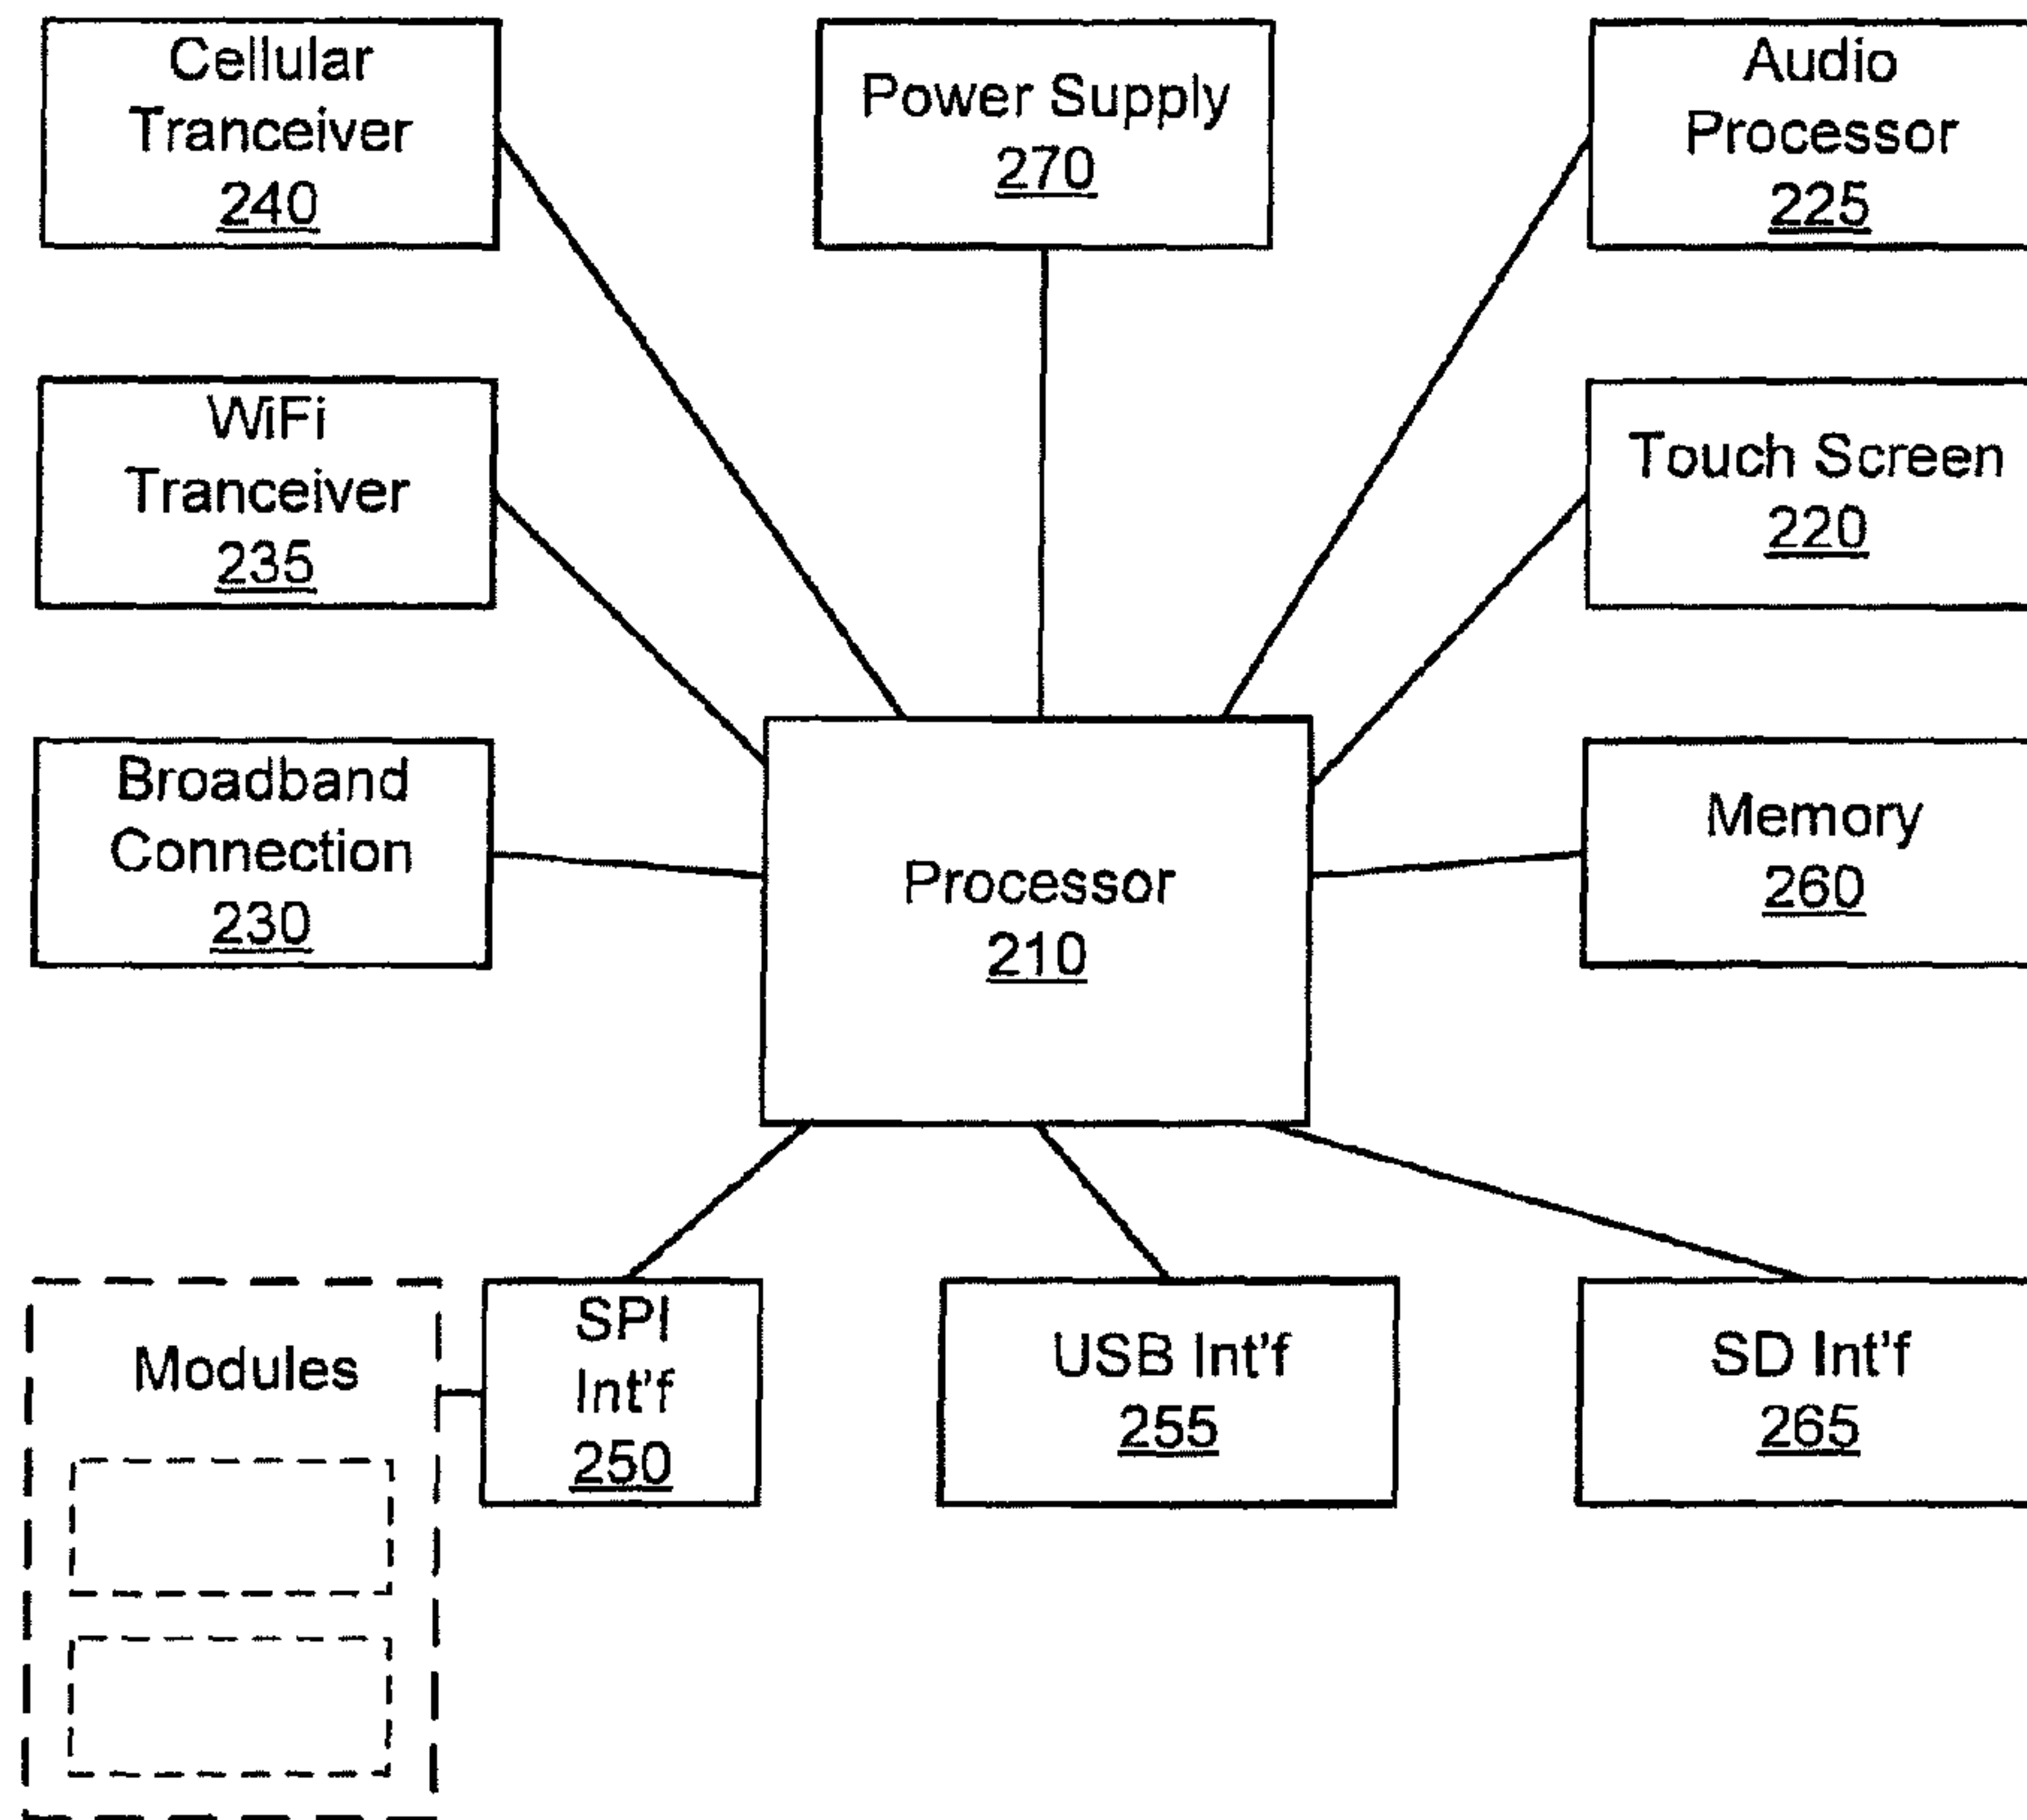 Cellular
Tranceiver
240
Power Supply
270
Audio
Processor
225
WiFi
Tranceiver
235
Touch Screen
220
Broadband
Connection
230
Processor
210
Memory
260
Modules
SPI
Int'f
250
USB Int'f
255
SD Int'f
265